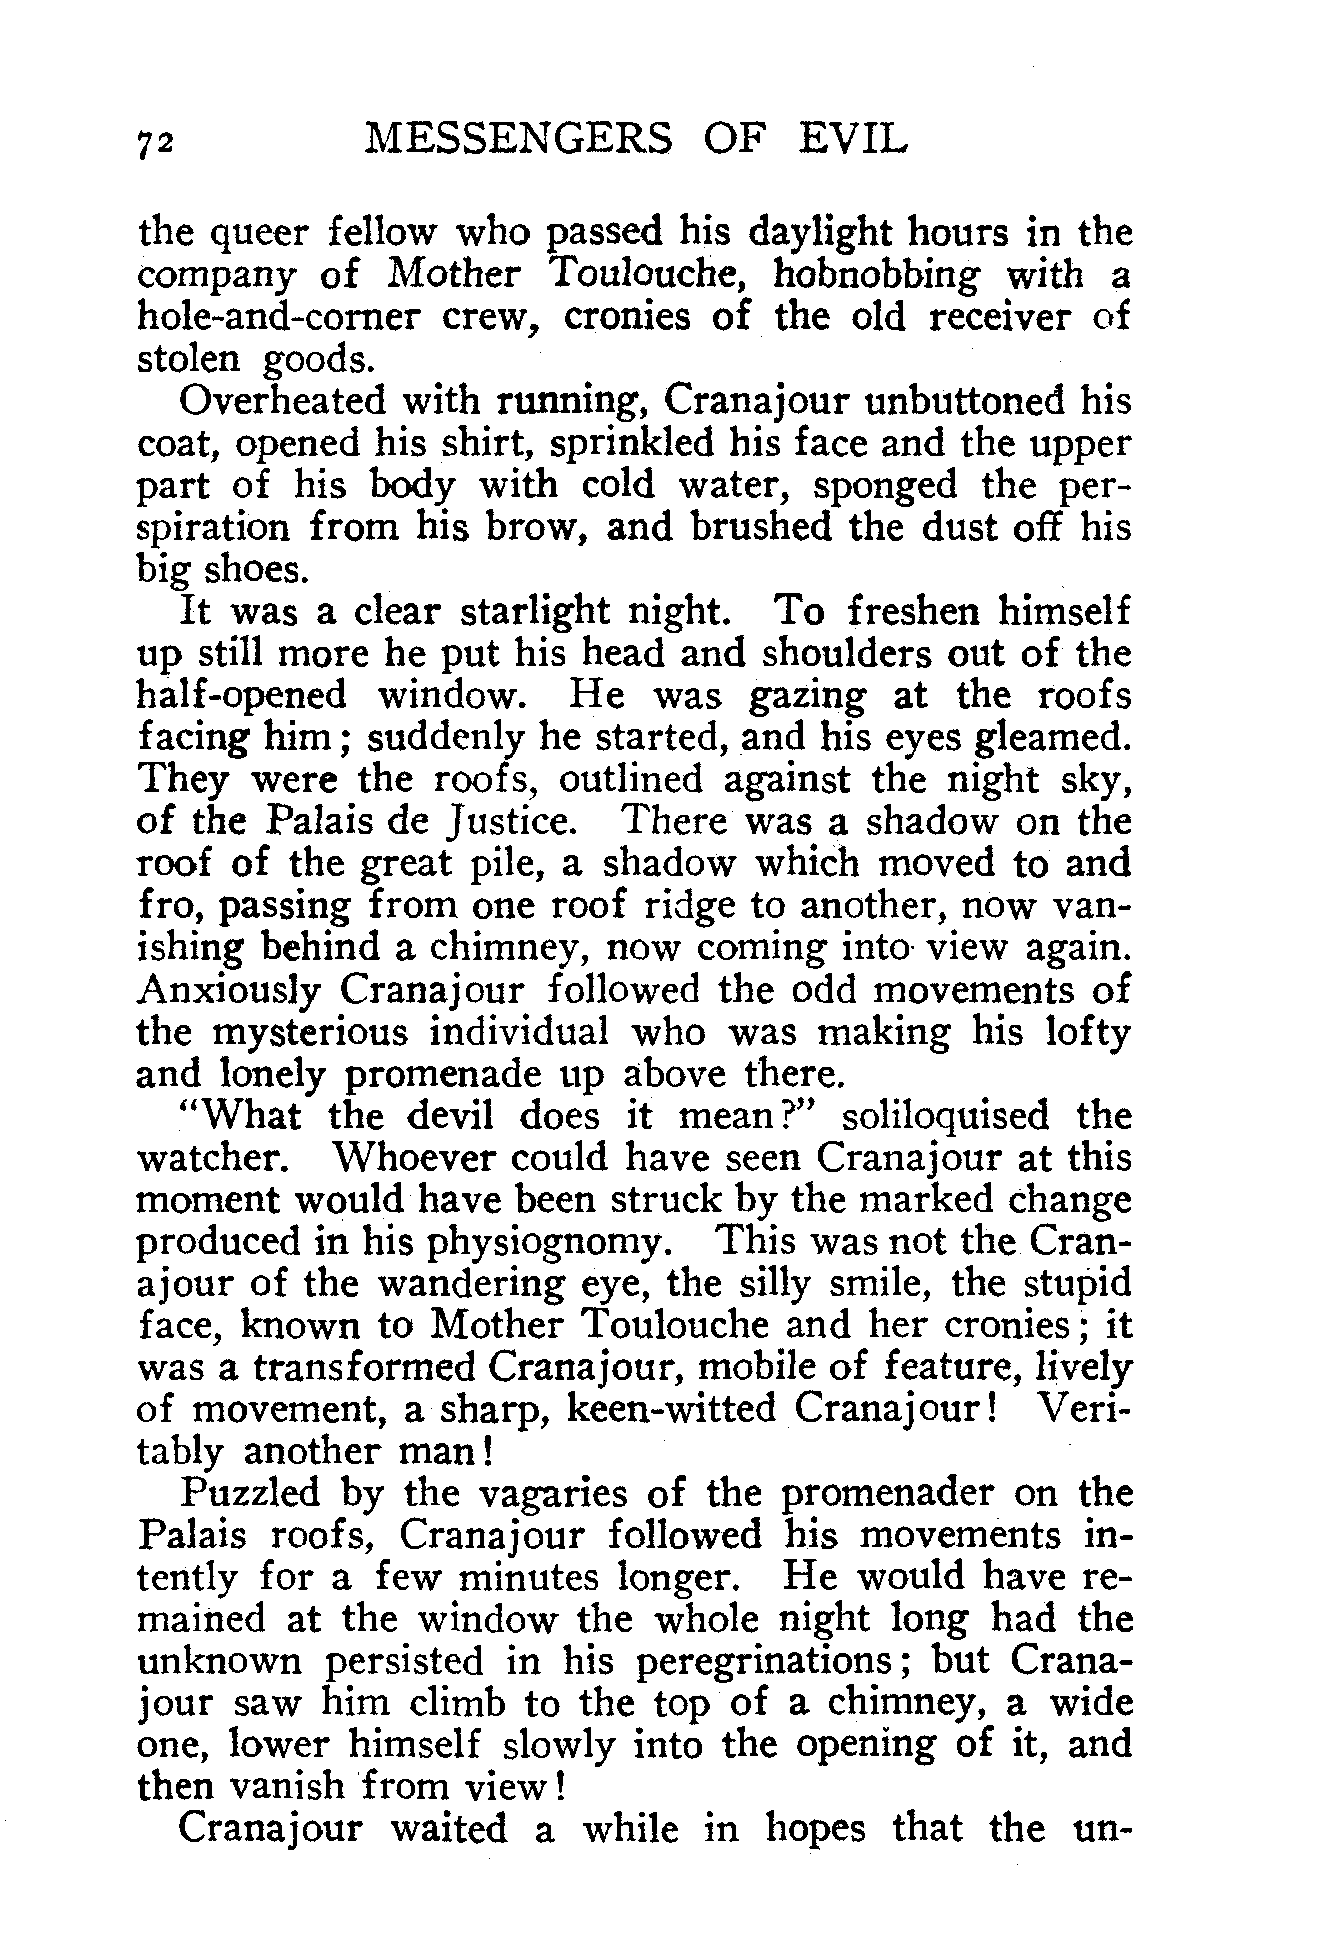 72 MESSENGERS OF EVIL
the queer fellow who passed his daylight hours in the
company of Mother Toulouche, hobnobbing with a
hole-and-corner crew, cronies of the old receiver of
stolen goods.
Overheated with running, Cranajour unbuttoned his
coat, opened his shirt, sprinkled his face and the upper
part of his body with cold water, sponged the per-
spiration from his brow, and brushed the dust off his
big shoes.
It was a clear starlight night. To freshen himself
up still more he put his head and shoulders out of the
half-opened window. He was gazing at the roofs
facing him; suddenly he started, and his eyes gleamed.
They were the roofs, outlined against the night sky,
of the Palais de Justice. There was a shadow on the
roof of the great pile, a shadow which moved to and
fro, passing from one roof ridge to another, now van-
ishing behind a chimney, now coming into view again.
Anxiously Cranajour followed the odd movements of
the mysterious individual who was making his lofty
and lonely promenade up above there.
"What the devil does it mean?" soliloquised the
watcher. Whoever could have seen Cranajour at this
moment would have been struck by the marked change
produced in his physiognomy. This was not the Cran-
ajour of the wandering eye, the silly smile, the stupid
face, known to Mother Toulouche and her cronies; it
was a transformed Cranajour, mobile of feature, lively
of movement, a sharp, keen-witted Cranajour! Veri-
tably another man!
Puzzled by the vagaries of the promenader on the
Palais roofs, Cranajour followed his movements in-
tently for a few minutes longer. He would have re-
mained at the window the whole night long had the
unknown persisted in his peregrinations; but Crana-
jour saw him climb to the top of a chimney, a wide
one, lower himself slowly into the opening of it, and
then vanish from view!
Cranajour waited a while in hopes that the un-